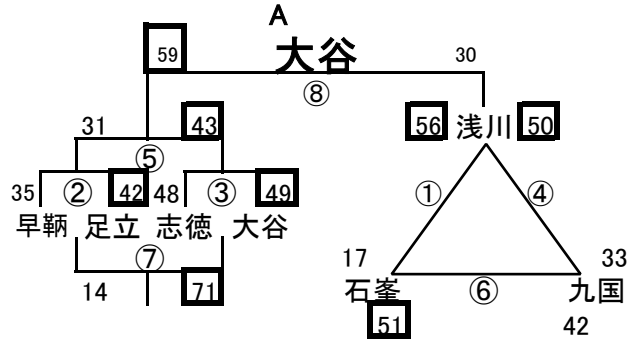 A
59 大谷 30
⑧
31 43 56 浅川 50
⑤
35 ② 42 48 ③ 49 ① ④
早鞆 足立 志徳 大谷
⑦ 17 33
14 71 石峯 ⑥ 九国
51 42